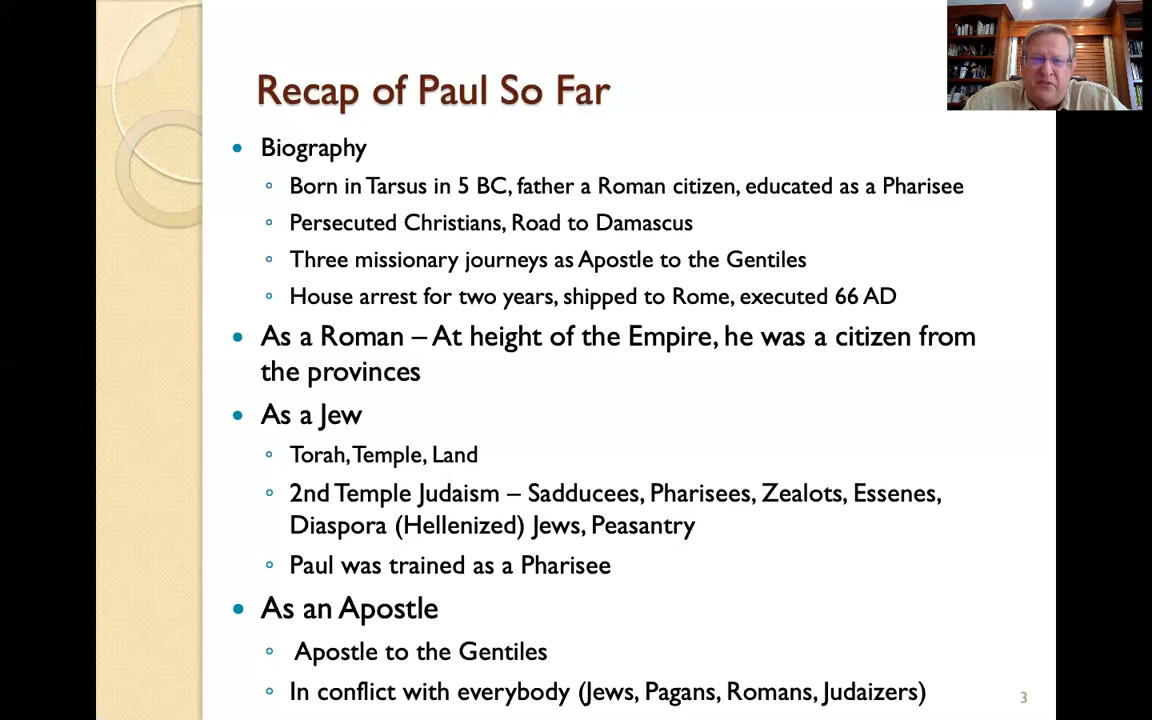 Recap of Paul So Far
Biography
Born in Tarsus in 5 BC, father a Roman citizen, educated as a Pharisee
Persecuted Christians, Road to Damascus
Three missionary journeys as Apostle to the Gentiles
House arrest for two years, shipped to Rome, executed 66 AD
As a Roman – At height of the Empire, he was a citizen from
the provinces
As a Jew
Torah, Temple, Land
2nd Temple Judaism – Sadducees, Pharisees, Zealots, Essenes,
Diaspora (Hellenized) Jews, Peasantry
Paul was trained as a Pharisee
As an Apostle
Apostle to the Gentiles
In conflict with everybody (Jews, Pagans, Romans, Judaizers)
3